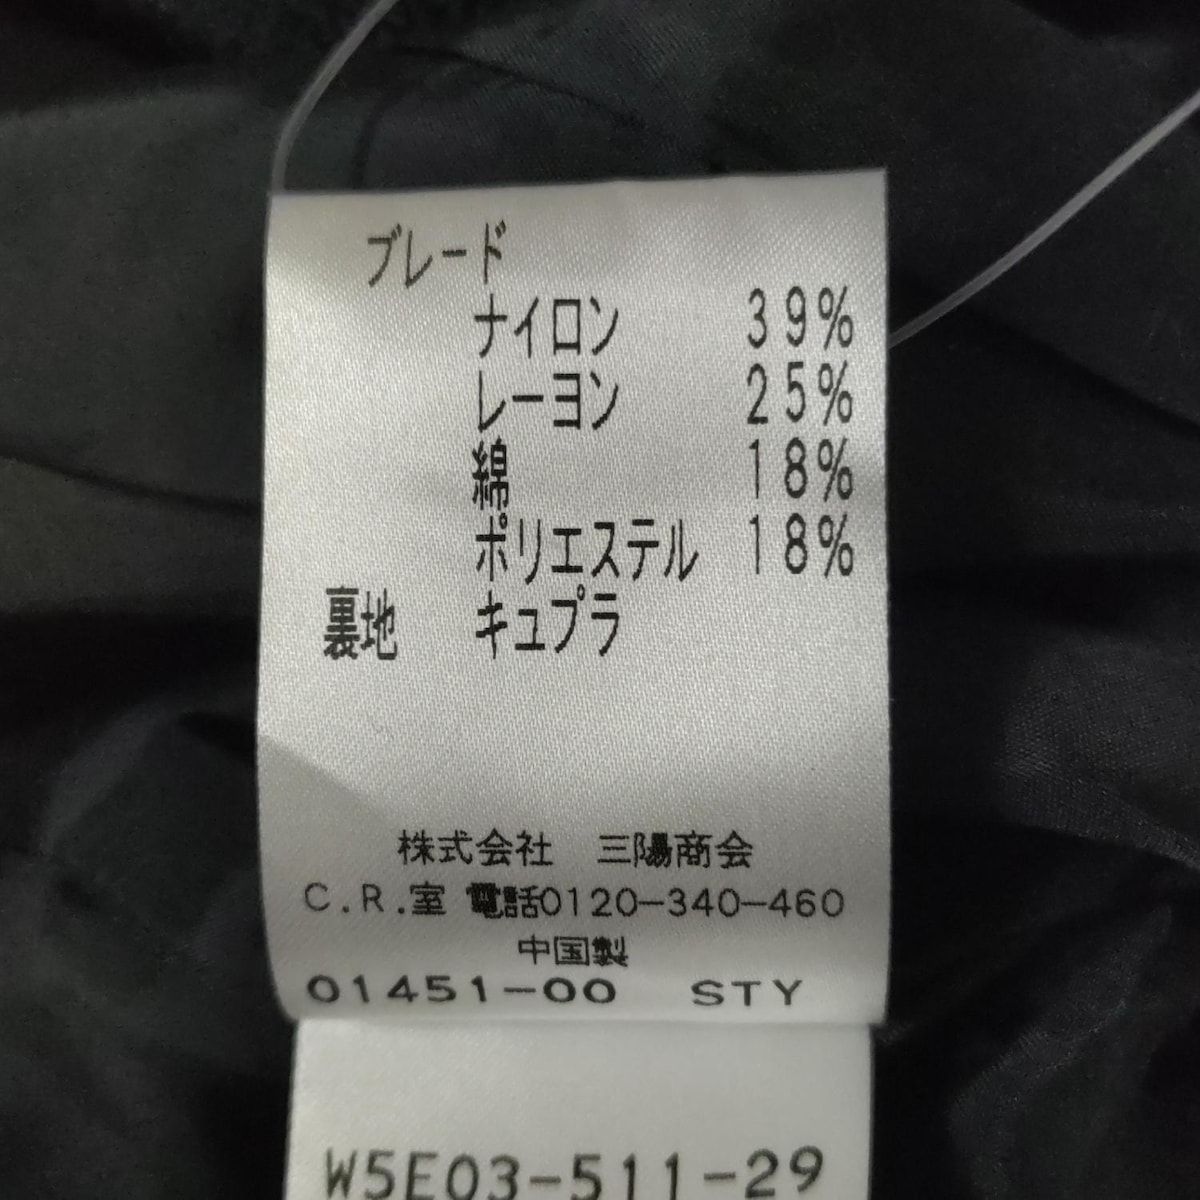 ブレード
ナイロン 39%
レーヨン 25%
綿 18%
ポリエステル 18%
裏地 キュプラ
株式会社 三陽商会
C.R.室 電話0120-340-460
中国製
01451-00 STY
W5E03-511-29